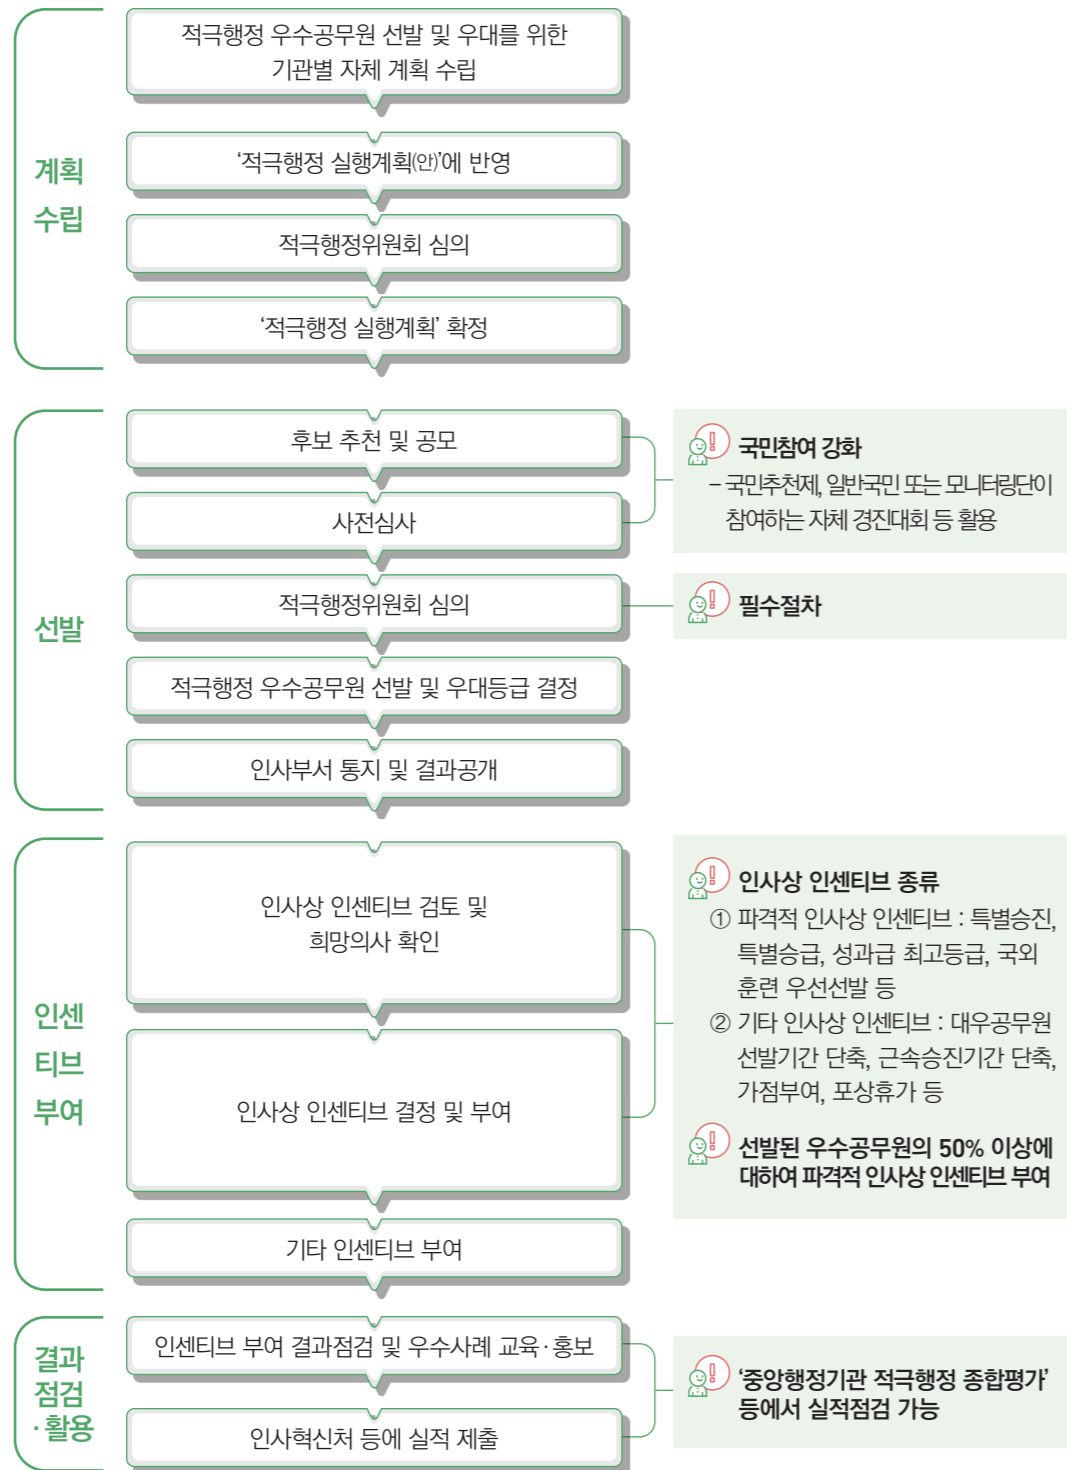 계획
수립
적극행정 우수공무원 선발 및 우대를 위한
기관별 자체 계획 수립
‘적극행정 실행계획(안)’에 반영
적극행정위원회 심의
‘적극행정 실행계획’ 확정
선발
후보 추천 및 공모
사전심사
적극행정위원회 심의
적극행정 우수공무원 선발 및 우대등급 결정
인사부서 통지 및 결과공개
국민참여 강화
– 국민추천제, 일반국민 또는 모니터링단이
참여하는 자체 경진대회 등 활용
필수절차
인센
티브
부여
인사상 인센티브 검토 및
희망의사 확인
인사상 인센티브 결정 및 부여
기타 인센티브 부여
인사상 인센티브 종류
① 파격적 인사상 인센티브 : 특별승진,
특별승급, 성과급 최고등급, 국외
훈련 우선선발 등
② 기타 인사상 인센티브 : 대우공무원
선발기간 단축, 근속승진기간 단축,
가점부여, 포상휴가 등
선발된 우수공무원의 50% 이상에
대하여 파격적 인사상 인센티브 부여
결과
점검
·활용
인센티브 부여 결과점검 및 우수사례 교육·홍보
인사혁신처 등에 실적 제출
‘중앙행정기관 적극행정 종합평가’
등에서 실적점검 가능